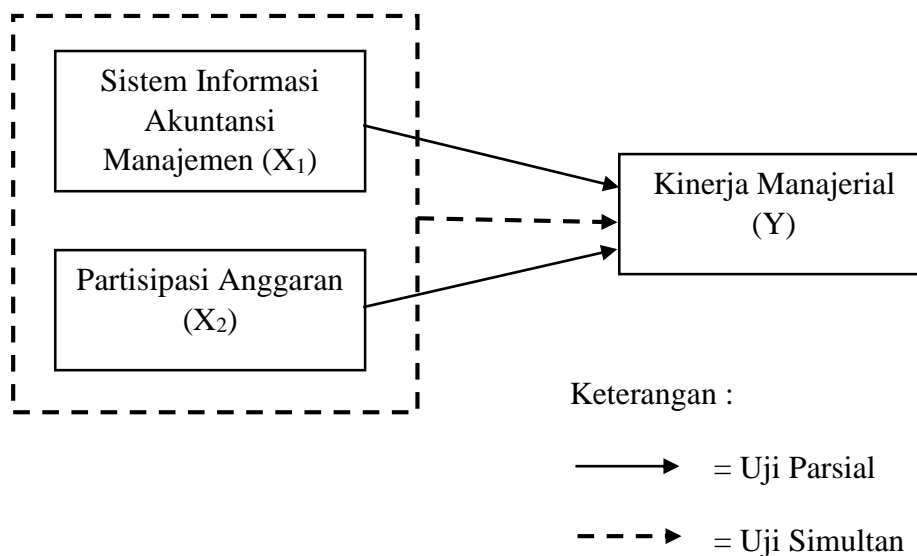 Sistem Informasi
Akuntansi
Manajemen (X₁)
Kinerja Manajerial
(Y)
Partisipasi Anggaran
(X₂)
Keterangan :
= Uji Parsial
= Uji Simultan